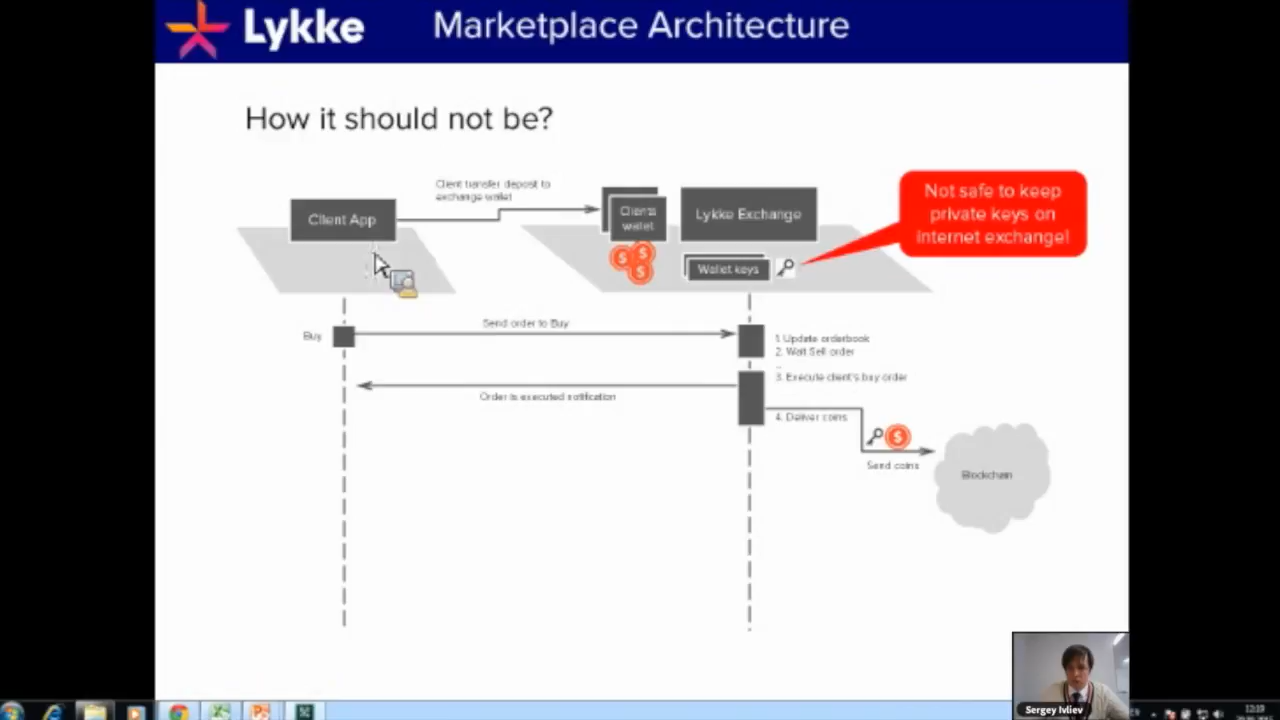 Lykke
Marketplace Architecture
How it should not be?
Client transfer deposit to
exchange wallet
Client App
Clients
wallet
Lykke Exchange
Not safe to keep
private keys on
internet exchange!
Wallet keys
Buy
Send order to Buy
1. Update orderbook
2. Wait Sell order
...
3. Execute client's buy order
Order is executed notification
4. Deliver coins
Send coins
Blockchain
Sergey Ivliev